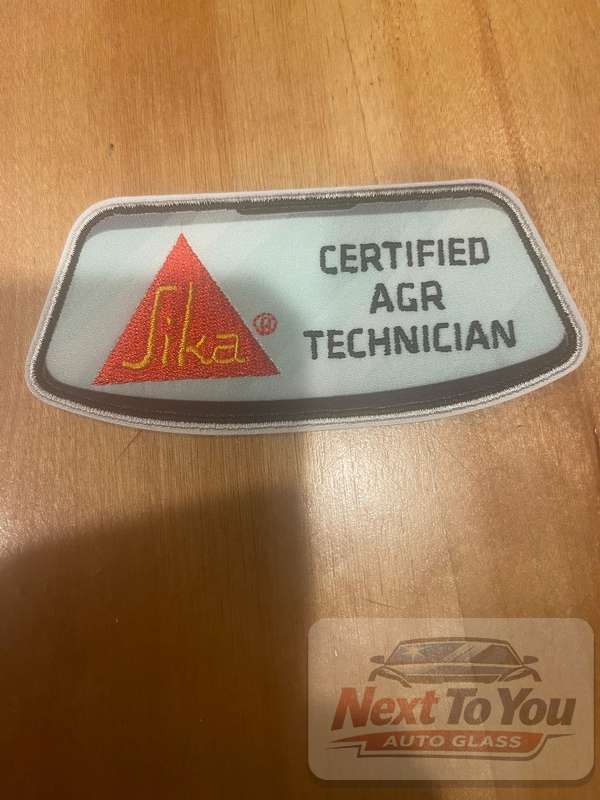 Sika®
CERTIFIED
AGR
TECHNICIAN
Next To You
AUTO GLASS